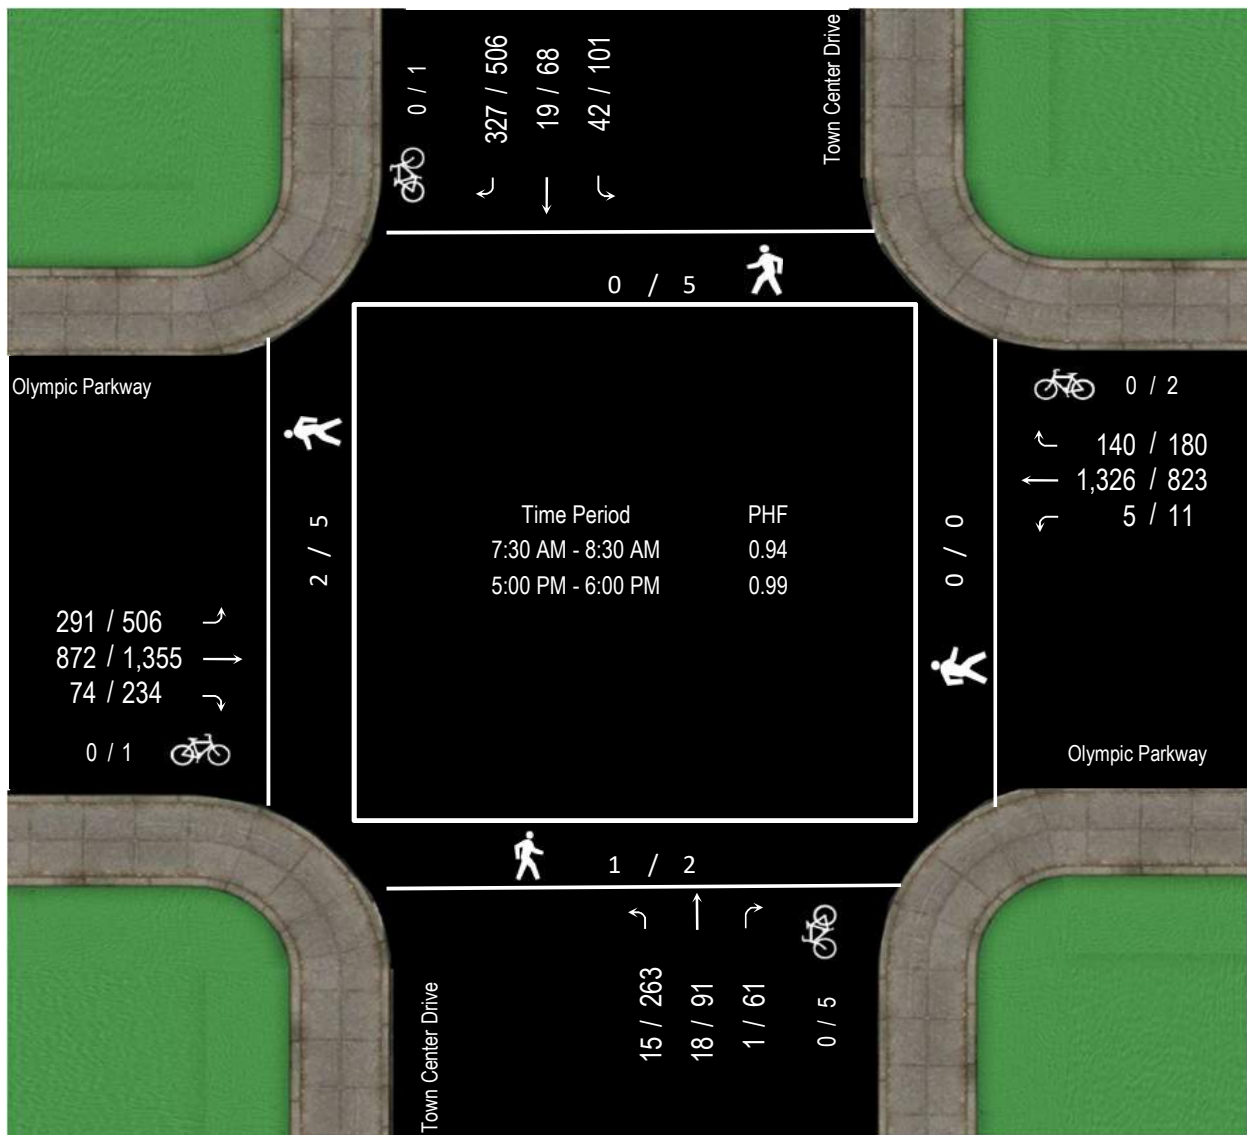 0 / 1
327 / 506
19 / 68
42 / 101
Town Center Drive
0 / 5
Olympic Parkway
0 / 2
140 / 180
1,326 / 823
5 / 11
2 / 5
Time Period PHF
7:30 AM - 8:30 AM 0.94
5:00 PM - 6:00 PM 0.99
0 / 0
291 / 506
872 / 1,355
74 / 234
0 / 1
Olympic Parkway
1 / 2
Town Center Drive
15 / 263
18 / 91
1 / 61
0 / 5